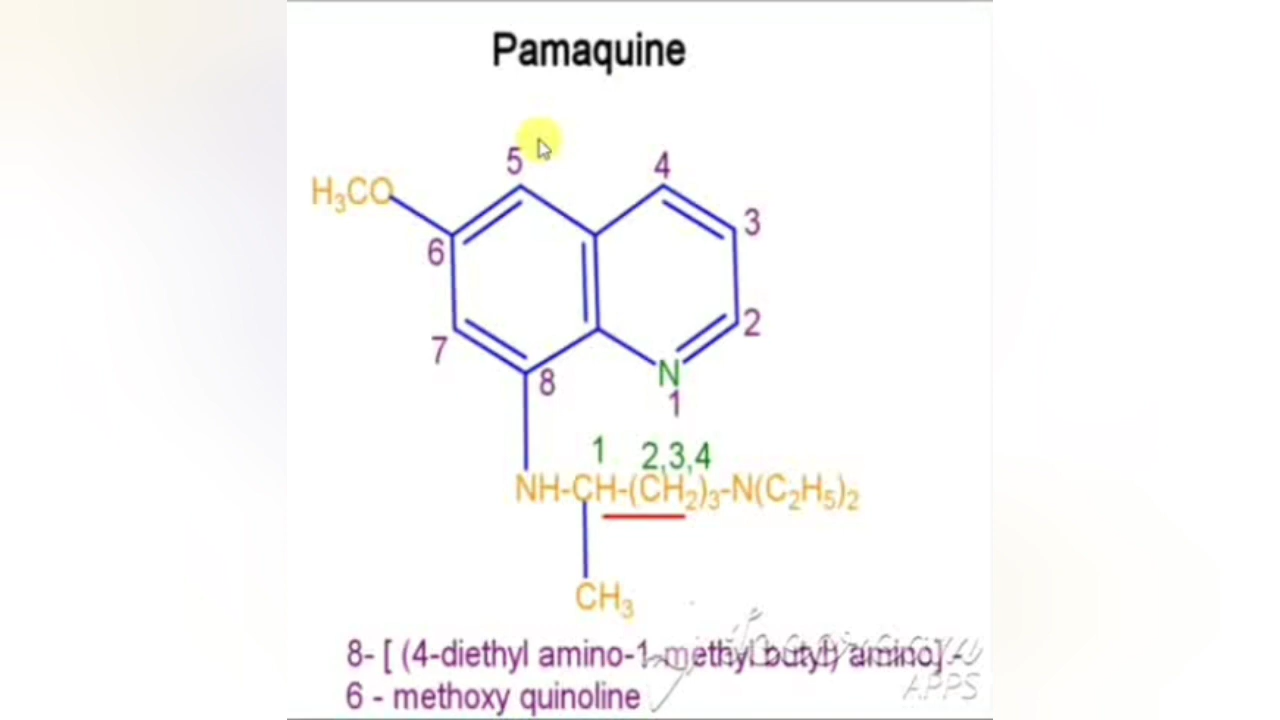 Pamaquine
5
4
H₃CO
3
6
2
7
8
N
1
1 2,3,4
NH-CH-(CH₂)₃-N(C₂H₅)₂
CH₃
8- [ (4-diethyl amino-1-methyl butyl) amino] -
6 - methoxy quinoline
APPS